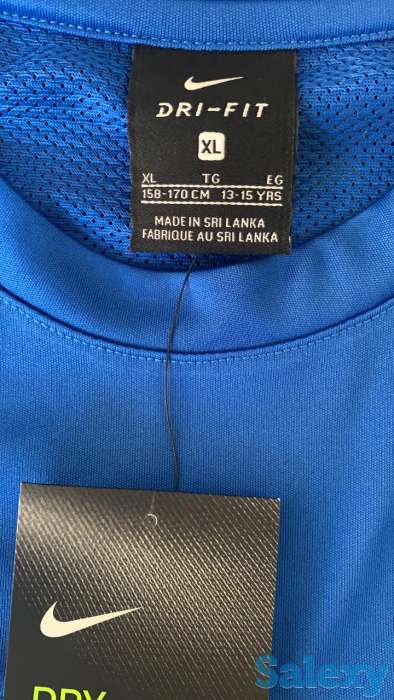 DRI-FIT
XL
XL TG EG
158-170 CM 13-15 YRS
MADE IN SRI LANKA
FABRIQUE AU SRI LANKA
DRY
Salexy